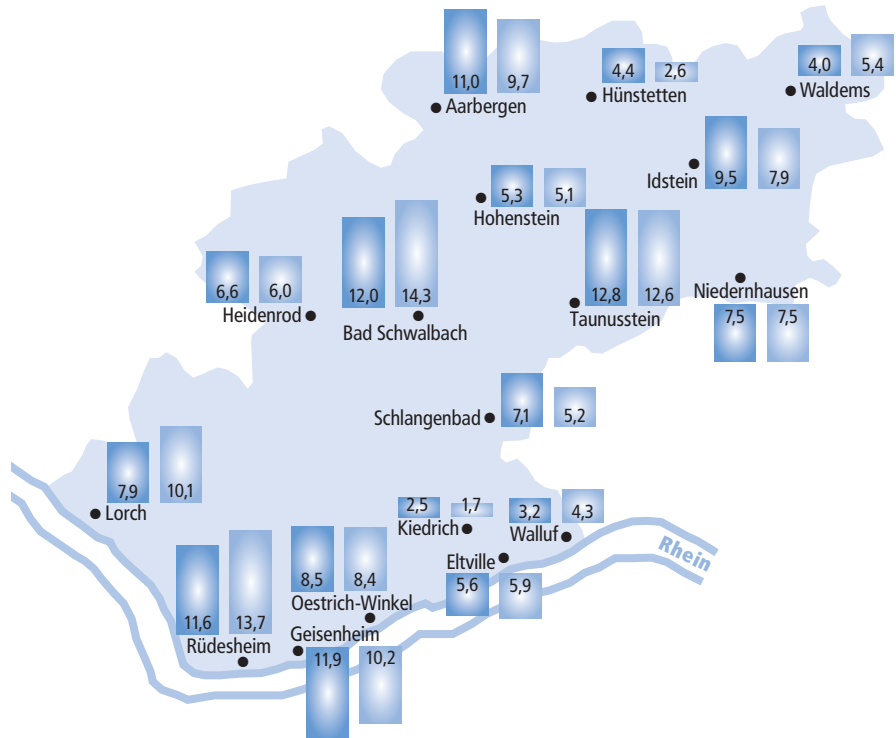 11,0 9,7
Aarbergen
4,4 2,6
Hünstetten
4,0 5,4
Waldems
9,5 7,9
Idstein
5,3 5,1
Hohenstein
6,6 6,0
Heidenrod
12,0 14,3
Bad Schwalbach
12,8 12,6
Taunusstein
Niedernhausen
7,5 7,5
7,1 5,2
Schlangenbad
7,9 10,1
Lorch
2,5 1,7
Kiedrich
3,2 4,3
Walluf
Eltville
5,6 5,9
Rhein
8,5 8,4
Oestrich-Winkel
11,6 13,7
Rüdesheim
Geisenheim
11,9 10,2